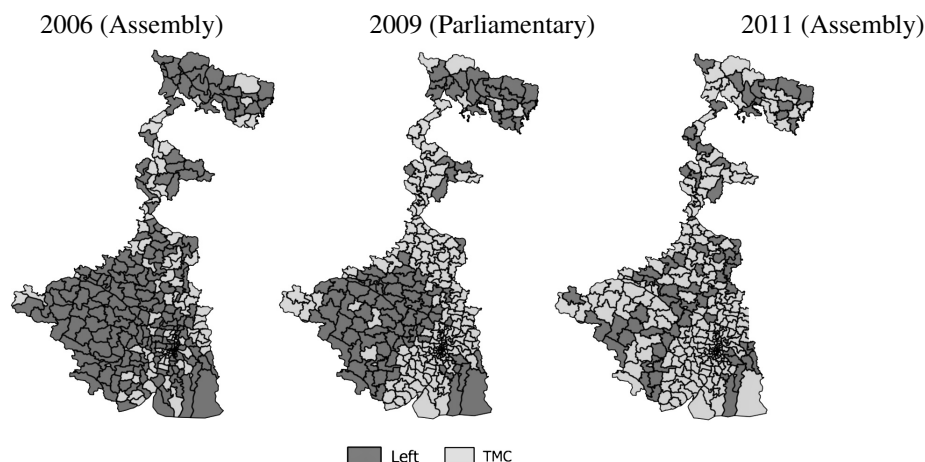 2006 (Assembly)
2009 (Parliamentary)
2011 (Assembly)
Left
TMC